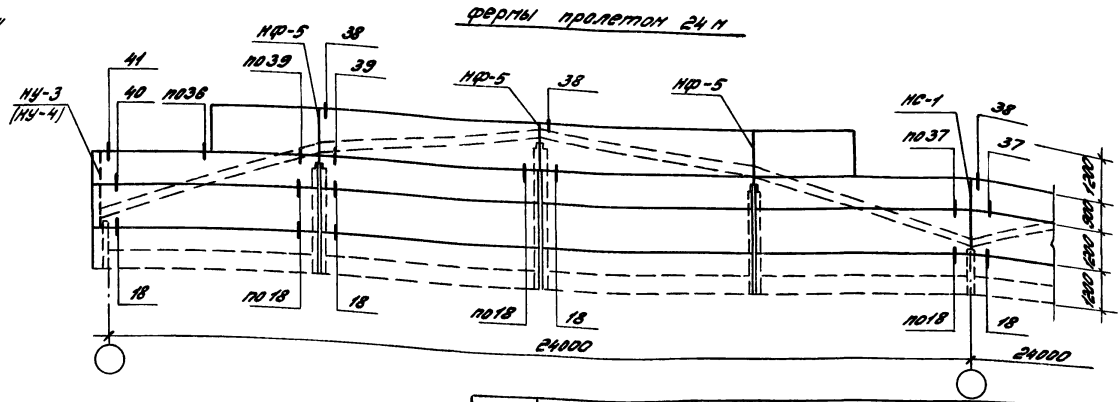 фермы пролетом 24 м
НФ-5
38
41
по39
39
НФ-5
38
НФ-5
НС-1
38
НУ-3
(НУ-4)
40
по36
по37
37
1200
900
1200
1200
18
по18
18
по18
18
по18
18
24000
24000